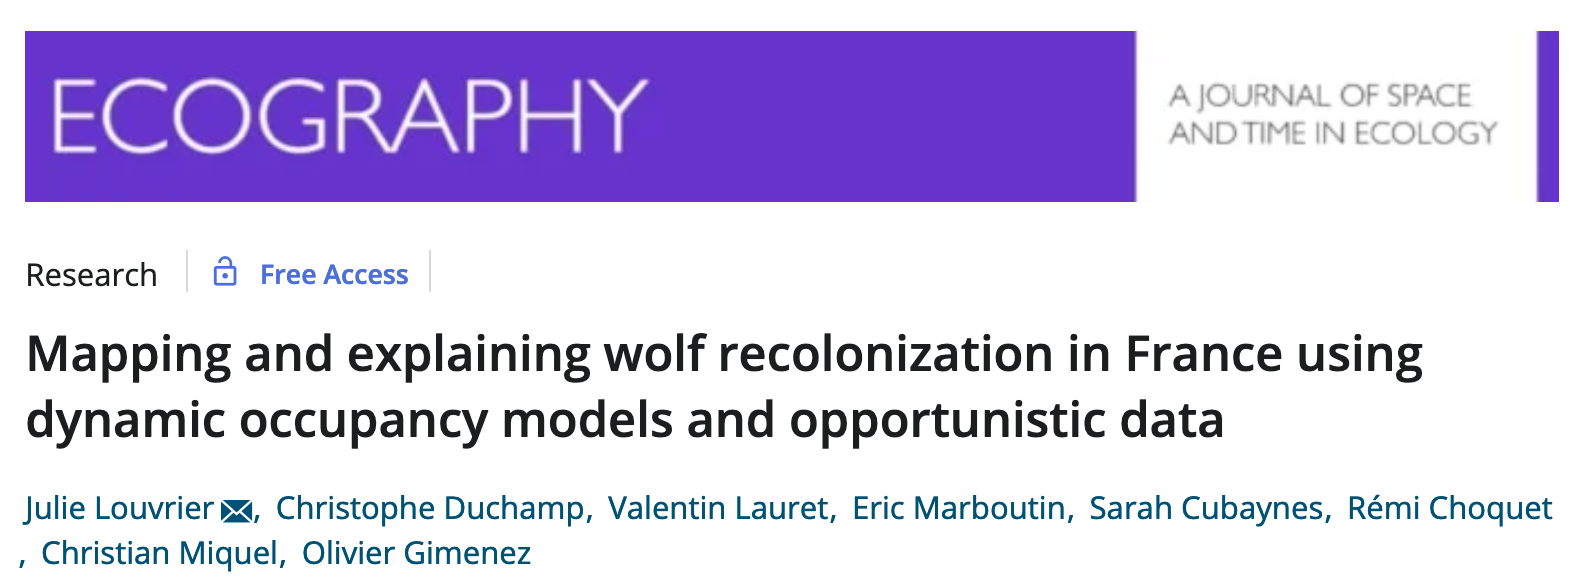 ECOGRAPHY
A JOURNAL OF SPACE
AND TIME IN ECOLOGY
Research
Free Access
Mapping and explaining wolf recolonization in France using
dynamic occupancy models and opportunistic data
Julie Louvrier, Christophe Duchamp, Valentin Lauret, Eric Marboutin, Sarah Cubaynes, Rémi Choquet
, Christian Miquel, Olivier Gimenez